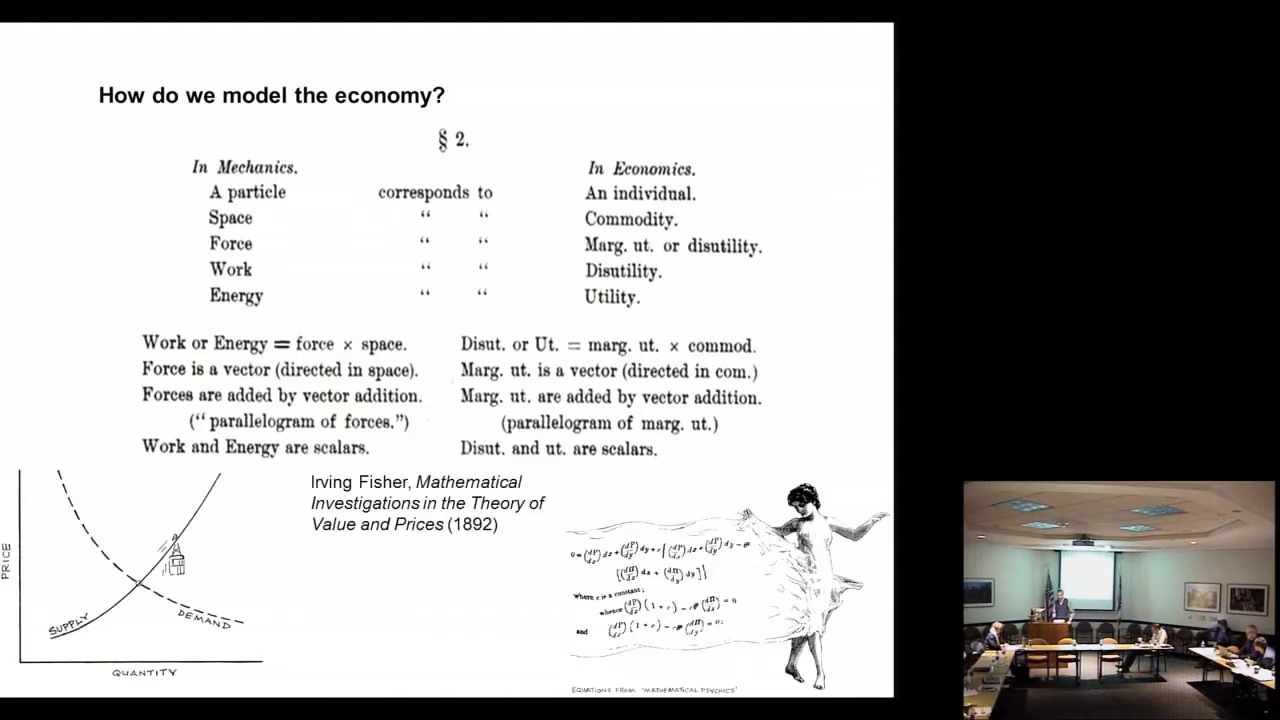 How do we model the economy?
§ 2.
In Mechanics. In Economics.
A particle corresponds to An individual.
Space “ “ Commodity.
Force “ “ Marg. ut. or disutility.
Work “ “ Disutility.
Energy “ “ Utility.
Work or Energy = force × space. Disut. or Ut. = marg. ut. × commod.
Force is a vector (directed in space). Marg. ut. is a vector (directed in com.)
Forces are added by vector addition. Marg. ut. are added by vector addition.
(“ parallelogram of forces.”) (parallelogram of marg. ut.)
Work and Energy are scalars. Disut. and ut. are scalars.
Irving Fisher, Mathematical
Investigations in the Theory of
Value and Prices (1892)
PRICE
SUPPLY
DEMAND
QUANTITY
where c is a constant;
whence
and
EQUATIONS FROM 'MATHEMATICAL PSYCHICS'